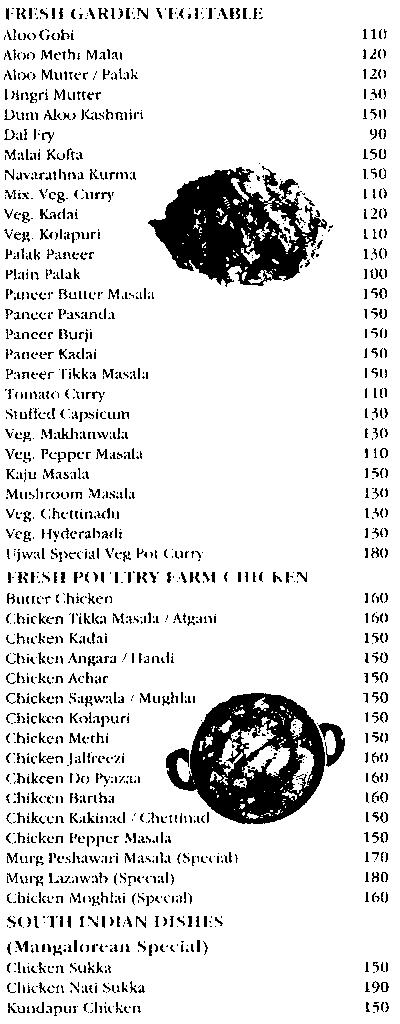 FRESH GARDEN VEGETABLE
Aloo Gobi 110
Aloo Methi Malai 120
Aloo Mutter / Palak 120
Dingri Mutter 130
Dum Aloo Kashmiri 150
Dal Fry 90
Malai Kofta 150
Navarathna Kurma 150
Mix. Veg. Curry 110
Veg. Kadai 120
Veg. Kolapuri 110
Palak Paneer 130
Plain Palak 100
Paneer Butter Masala 150
Paneer Pasanda 150
Paneer Burji 150
Paneer Kadai 150
Paneer Tikka Masala 150
Tomato Curry 110
Stuffed Capsicum 130
Veg. Makhanwala 130
Veg. Pepper Masala 110
Kaju Masala 150
Mushroom Masala 130
Veg. Chettinadu 130
Veg. Hyderabadi 130
Ujwal Special Veg Pot Curry 180
FRESH POULTRY FARM CHICKEN
Butter Chicken 160
Chicken Tikka Masala / Afgani 160
Chicken Kadai 150
Chicken Angara / Handi 150
Chicken Achar 150
Chicken Sagwala / Mughlai 150
Chicken Kolapuri 150
Chicken Methi 150
Chicken Jalfreezi 160
Chikcen Do Pyazaa 160
Chikcen Bartha 160
Chikcen Kakinad / Chettinad 150
Chicken Pepper Masala 150
Murg Peshawari Masala (Special) 170
Murg Lazawab (Special) 180
Chicken Moghlai (Special) 160
SOUTH INDIAN DISHES
(Mangalorean Special)
Chicken Sukka 150
Chicken Nati Sukka 190
Kundapur Chicken 150